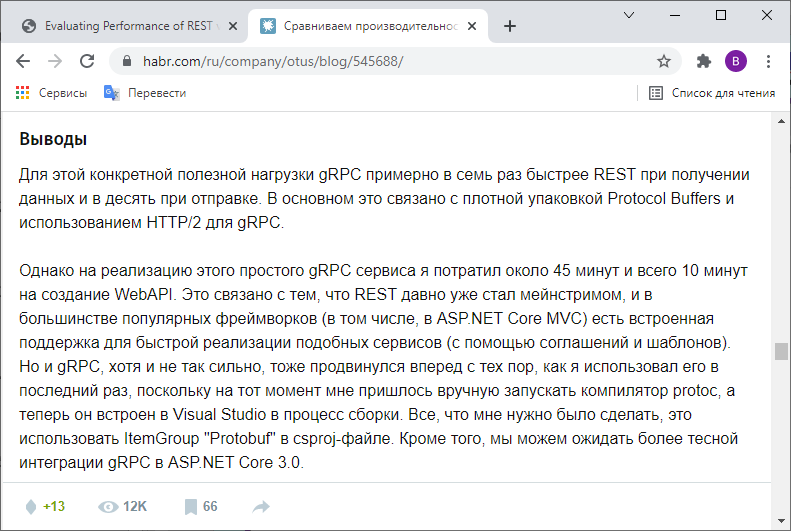 Evaluating Performance of REST
Сравниваем производительнос
habr.com/ru/company/otus/blog/545688/
B
Сервисы
Перевести
Список для чтения
Выводы
Для этой конкретной полезной нагрузки gRPC примерно в семь раз быстрее REST при получении
данных и в десять при отправке. В основном это связано с плотной упаковкой Protocol Buffers и
использованием HTTP/2 для gRPC.
Однако на реализацию этого простого gRPC сервиса я потратил около 45 минут и всего 10 минут
на создание WebAPI. Это связано с тем, что REST давно уже стал мейнстримом, и в
большинстве популярных фреймворков (в том числе, в ASP.NET Core MVC) есть встроенная
поддержка для быстрой реализации подобных сервисов (с помощью соглашений и шаблонов).
Но и gRPC, хотя и не так сильно, тоже продвинулся вперед с тех пор, как я использовал его в
последний раз, поскольку на тот момент мне пришлось вручную запускать компилятор protoc, а
теперь он встроен в Visual Studio в процесс сборки. Все, что мне нужно было сделать, это
использовать ItemGroup "Protobuf" в csproj-файле. Кроме того, мы можем ожидать более тесной
интеграции gRPC в ASP.NET Core 3.0.
+13
12K
66